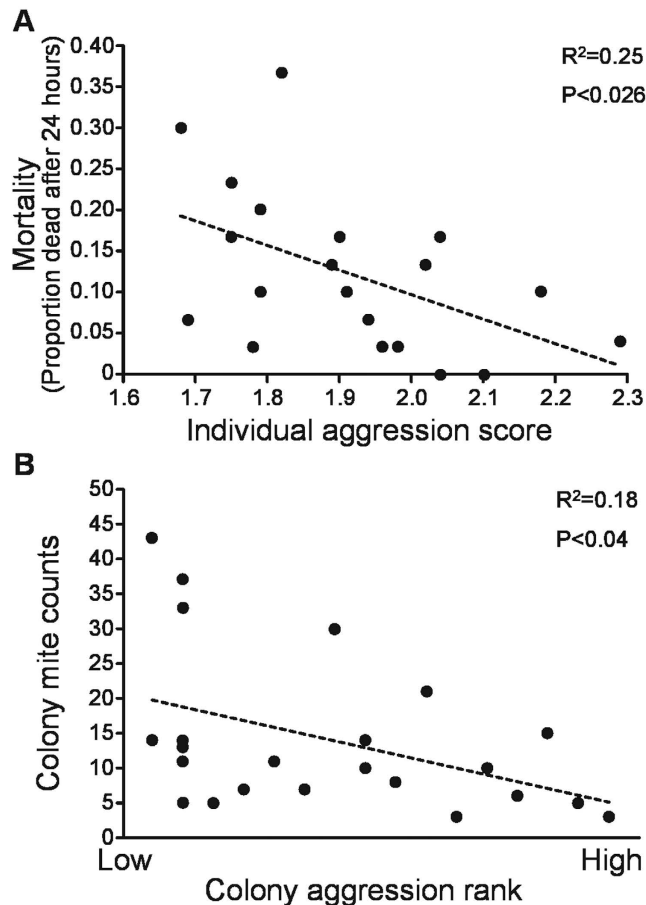 A
Mortality
(Proportion dead after 24 hours)
0.40
0.35
0.30
0.25
0.20
0.15
0.10
0.05
0
R²=0.25
P<0.026
1.6 1.7 1.8 1.9 2.0 2.1 2.2 2.3
Individual aggression score
B
Colony mite counts
50
45
40
35
30
25
20
15
10
5
0
R²=0.18
P<0.04
Low High
Colony aggression rank